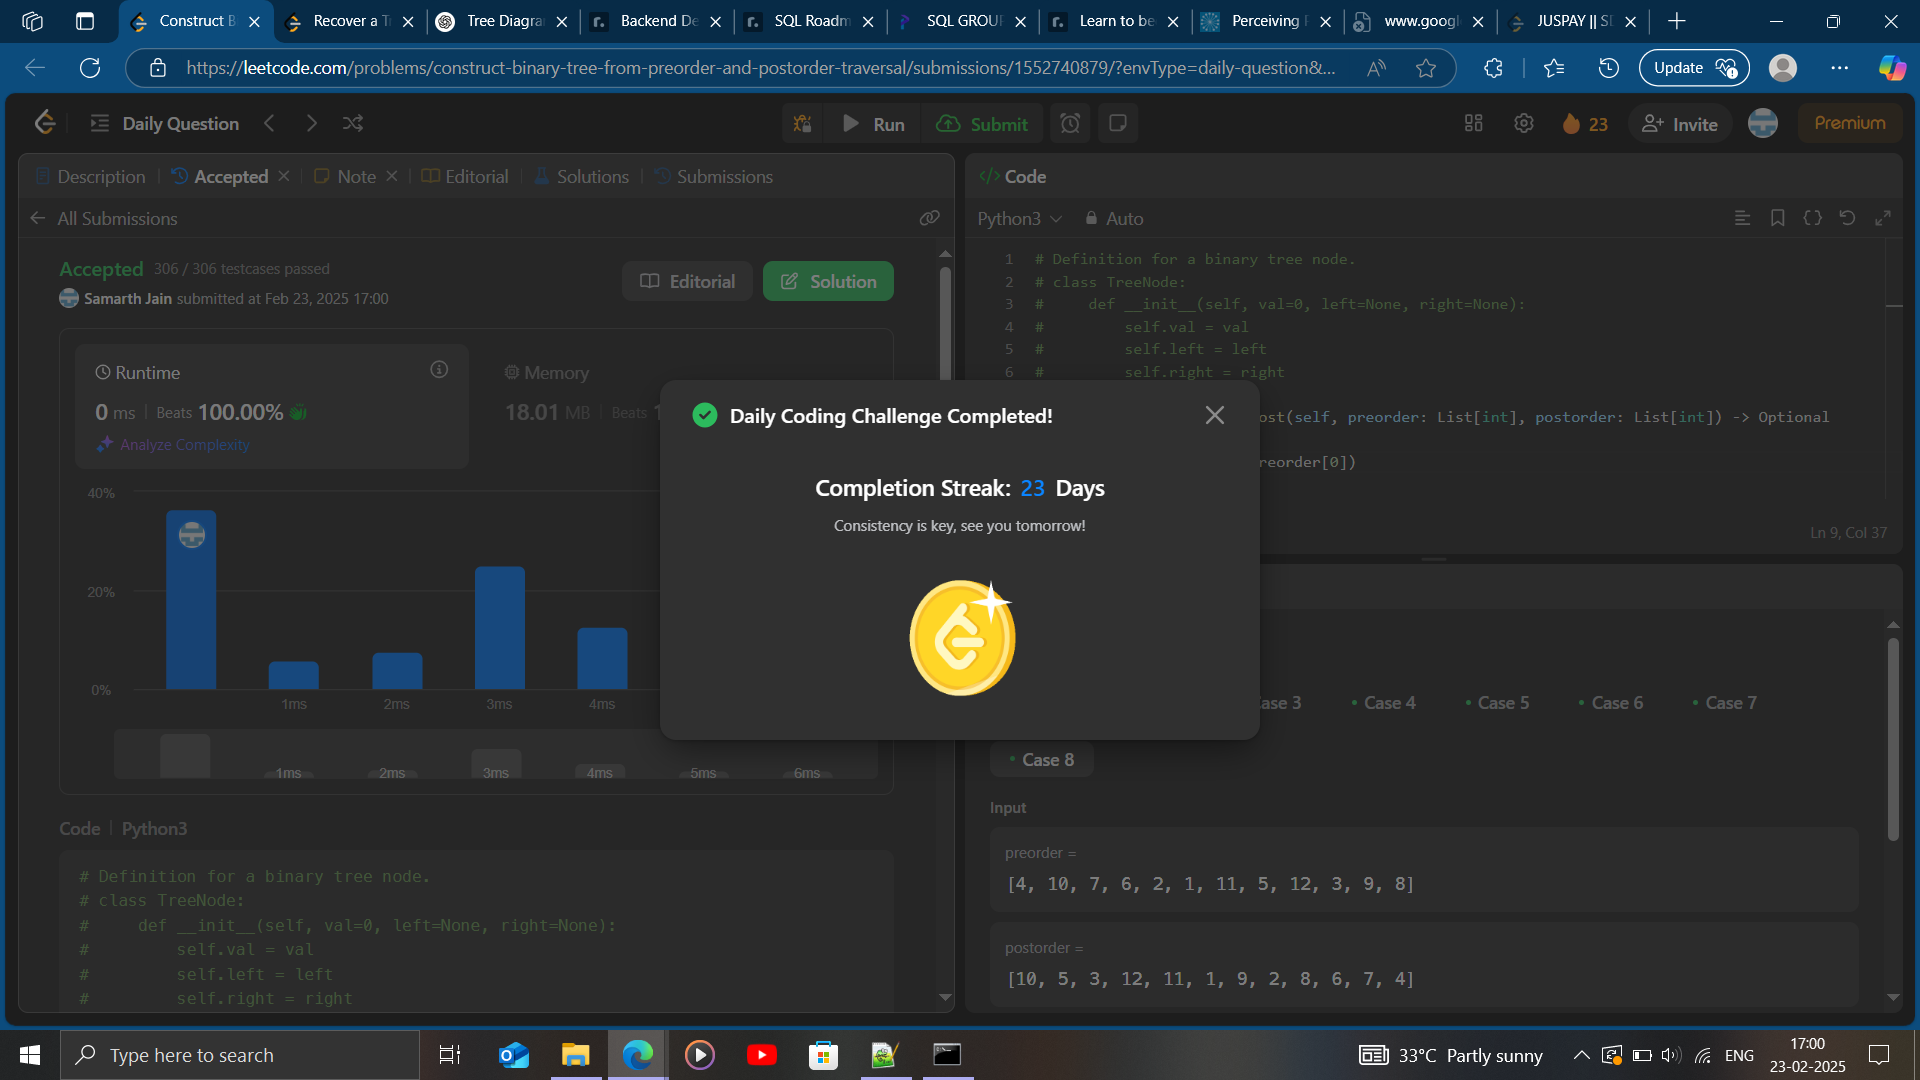 Construct B
Recover a T
Tree Diagra
Backend De
SQL Roadm
SQL GROUP
Learn to be
Perceiving
www.googl
JUSPAY || S
https://leetcode.com/problems/construct-binary-tree-from-preorder-and-postorder-traversal/submissions/1552740879/?envType=daily-question&...
Update
Daily Question
Run
Submit
23
Invite
Premium
Description
Accepted
Note
Editorial
Solutions
Submissions
All Submissions
Accepted 306 / 306 testcases passed
Samarth Jain submitted at Feb 23, 2025 17:00
Editorial
Solution
Runtime
0 ms | Beats 100.00%
Analyze Complexity
Memory
18.01 MB | Beats 1
40%
20%
0%
1ms 2ms 3ms 4ms
1ms 2ms 3ms 4ms 5ms 6ms
Code | Python3
# Definition for a binary tree node.
# class TreeNode:
#     def __init__(self, val=0, left=None, right=None):
#         self.val = val
#         self.left = left
#         self.right = right
</> Code
Python3
Auto
1 # Definition for a binary tree node.
2 # class TreeNode:
3 #     def __init__(self, val=0, left=None, right=None):
4 #         self.val = val
5 #         self.left = left
6 #         self.right = right
ost(self, preorder: List[int], postorder: List[int]) -> Optional
reorder[0])
Ln 9, Col 37
Daily Coding Challenge Completed!
Completion Streak: 23 Days
Consistency is key, see you tomorrow!
ase 3
Case 4
Case 5
Case 6
Case 7
Case 8
Input
preorder =
[4, 10, 7, 6, 2, 1, 11, 5, 12, 3, 9, 8]
postorder =
[10, 5, 3, 12, 11, 1, 9, 2, 8, 6, 7, 4]
Type here to search
33°C Partly sunny
ENG
17:00
23-02-2025